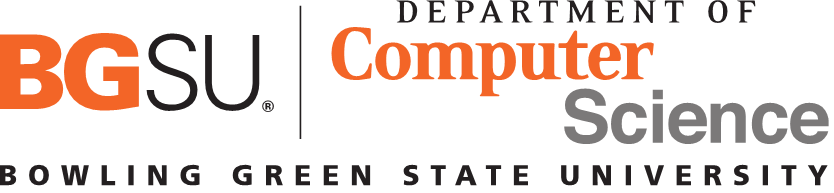 BGSU®
DEPARTMENT OF
Computer
Science
BOWLING GREEN STATE UNIVERSITY